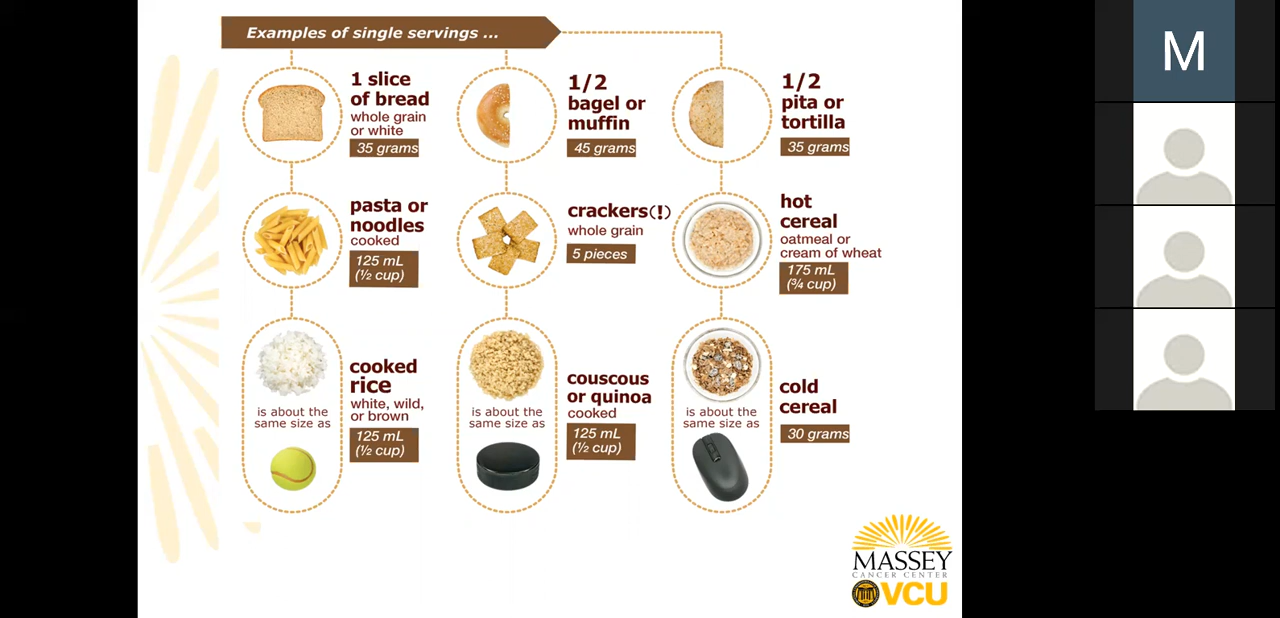 Examples of single servings ...
1 slice
of bread
whole grain
or white
35 grams
1/2
bagel or
muffin
45 grams
1/2
pita or
tortilla
35 grams
pasta or
noodles
cooked
125 mL
(½ cup)
crackers(!)
whole grain
5 pieces
hot
cereal
oatmeal or
cream of wheat
175 mL
(¾ cup)
is about the
same size as
cooked
rice
white, wild,
or brown
125 mL
(½ cup)
is about the
same size as
couscous
or quinoa
cooked
125 mL
(½ cup)
is about the
same size as
cold
cereal
30 grams
MASSEY
CANCER CENTER
VCU
M